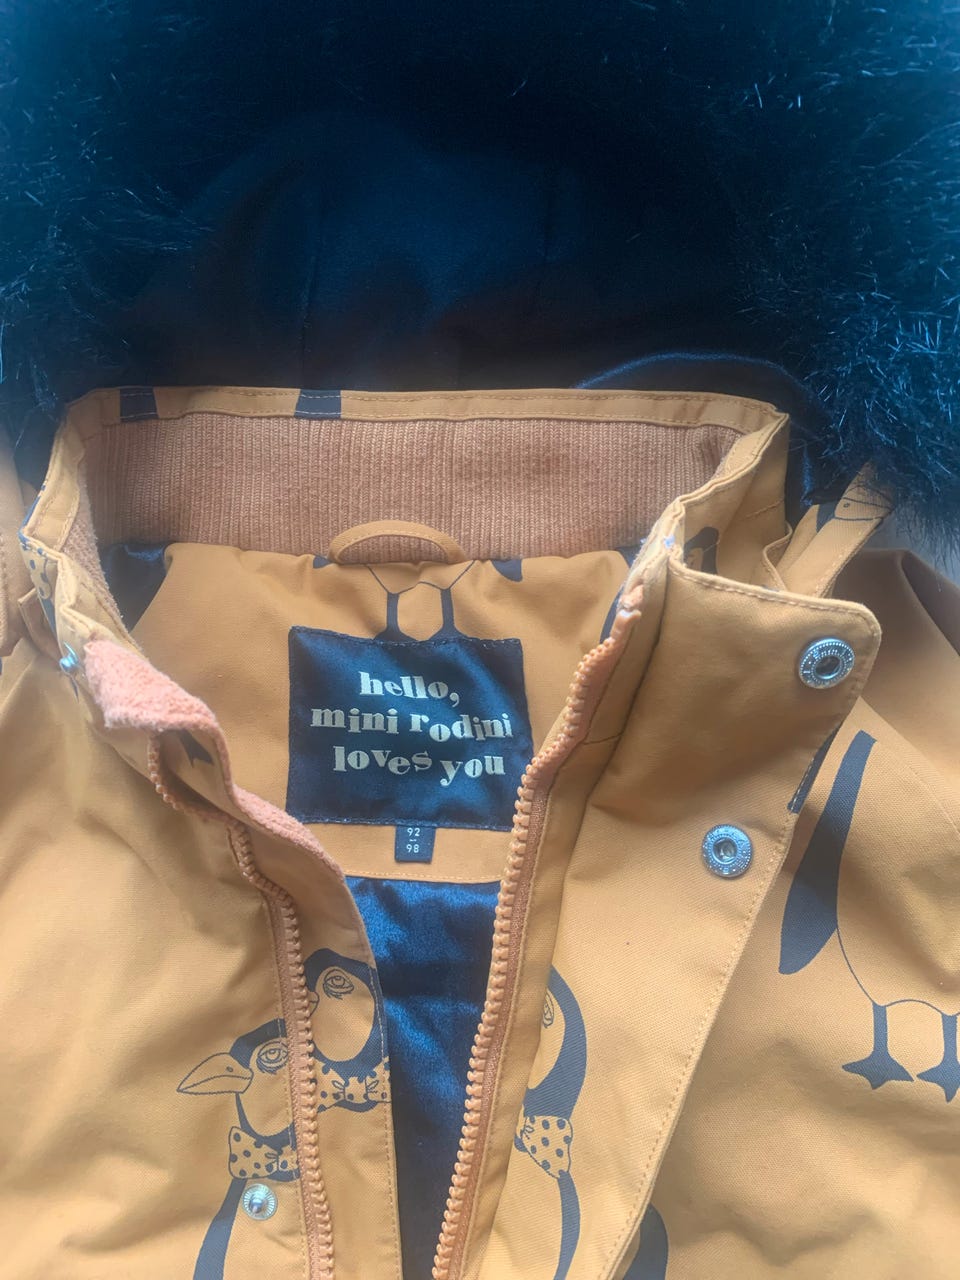 hello,
mini rodini
loves you
92
–
98